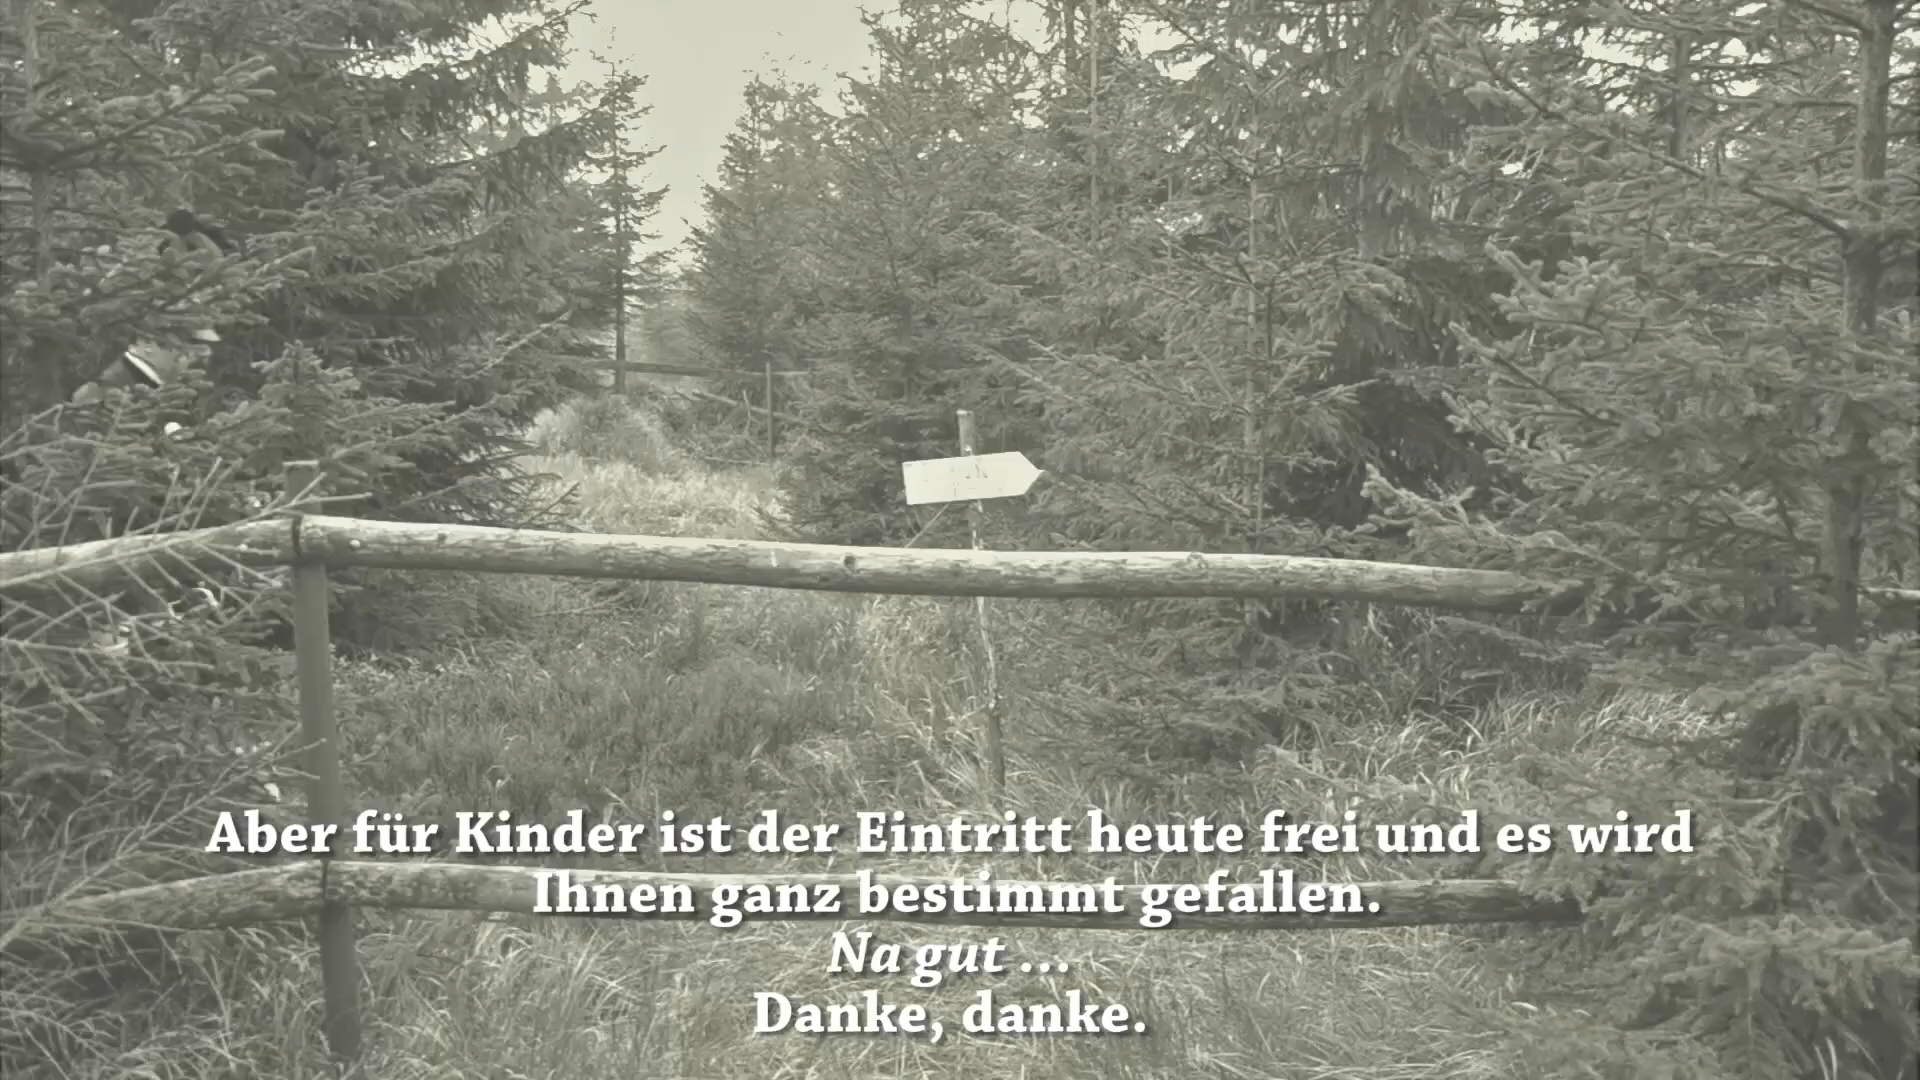 Aber für Kinder ist der Eintritt heute frei und es wird
Ihnen ganz bestimmt gefallen.
Na gut …
Danke, danke.